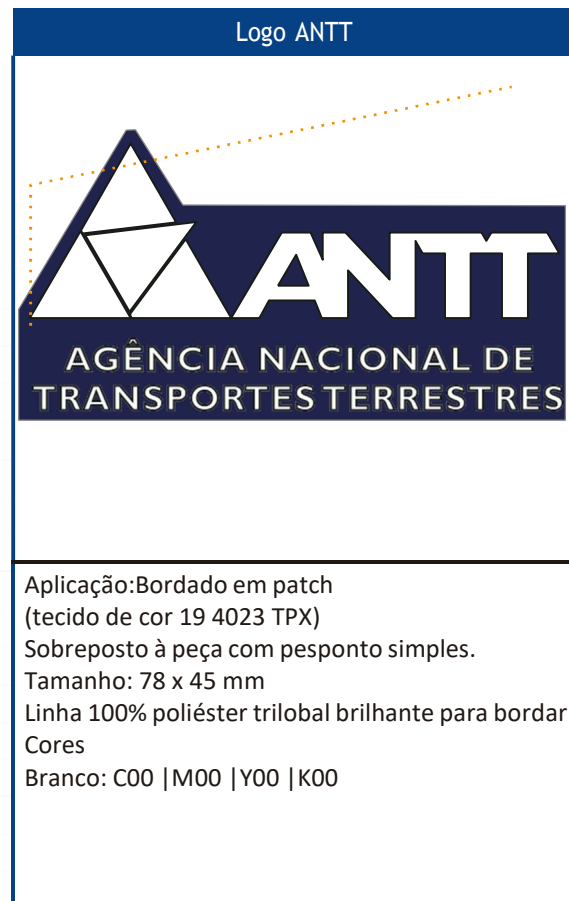 Logo ANTT
ANTT
AGÊNCIA NACIONAL DE
TRANSPORTES TERRESTRES
Aplicação:Bordado em patch
(tecido de cor 19 4023 TPX)
Sobreposto à peça com pesponto simples.
Tamanho: 78 x 45 mm
Linha 100% poliéster trilobal brilhante para bordar
Cores
Branco: C00 |M00 |Y00 |K00